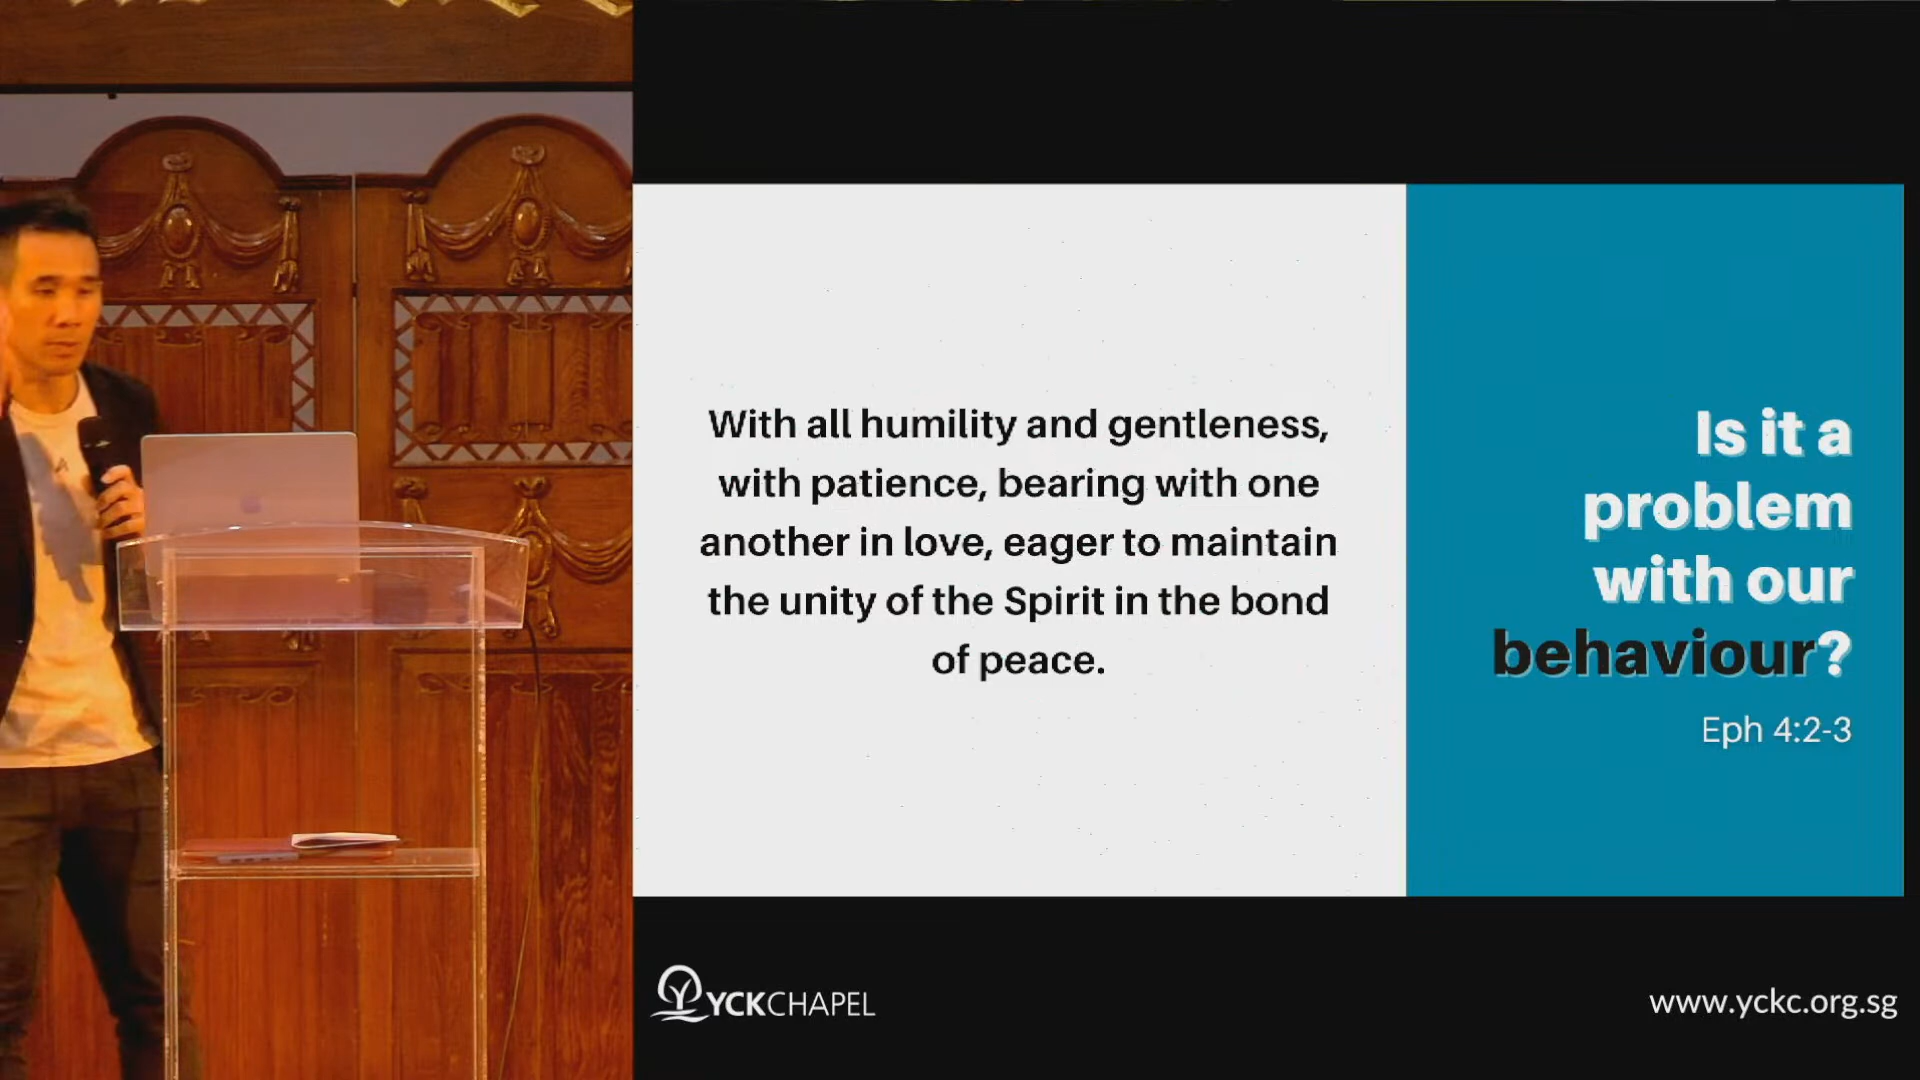 With all humility and gentleness,
with patience, bearing with one
another in love, eager to maintain
the unity of the Spirit in the bond
of peace.
Is it a
problem
with our
behaviour?
Eph 4:2-3
YCKCHAPEL
www.yckc.org.sg